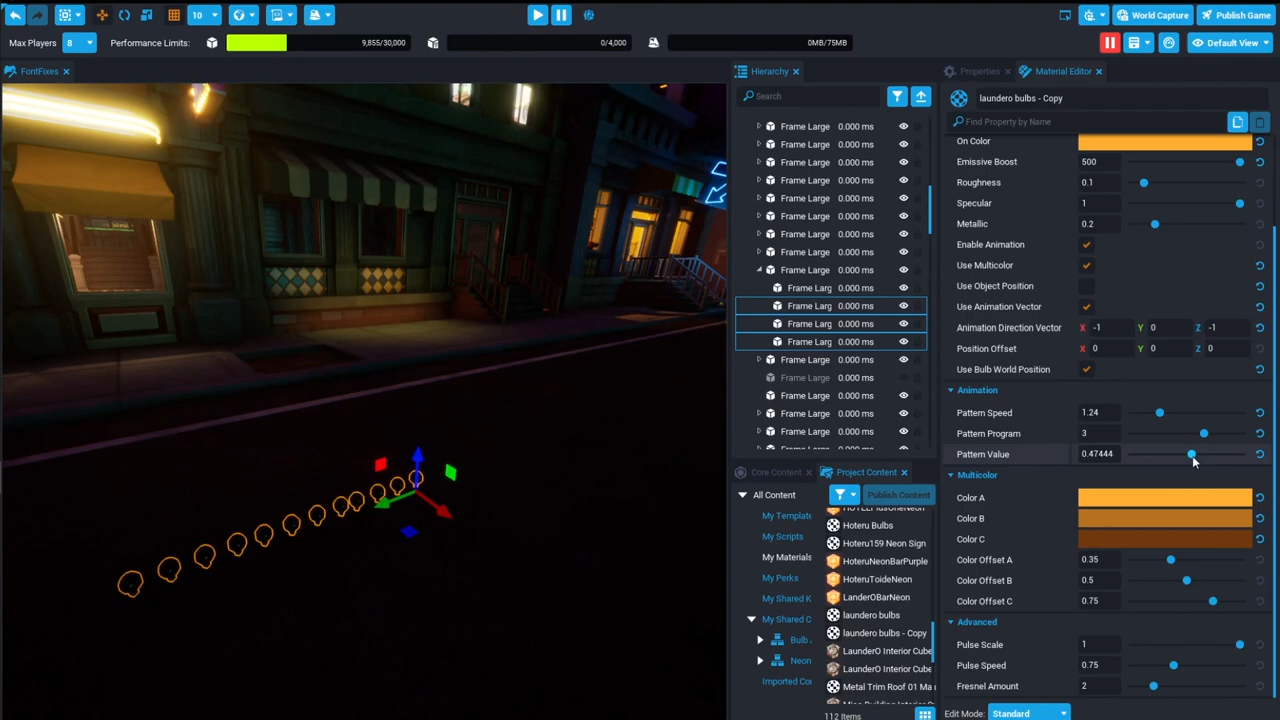 10
World Capture
Publish Game
Max Players
8
Performance Limits:
9,855/30,000
0/4,000
0MB/75MB
Default View
FontFixes
Hierarchy
Properties
Material Editor
Search
laundero bulbs - Copy
Find Property by Name
Frame Large 0.000 ms
Frame Large 0.000 ms
Frame Large 0.000 ms
Frame Large 0.000 ms
Frame Large 0.000 ms
Frame Large 0.000 ms
Frame Large 0.000 ms
Frame Large 0.000 ms
Frame Large 0.000 ms
Frame Larg 0.000 ms
Frame Larg 0.000 ms
Frame Larg 0.000 ms
Frame Larg 0.000 ms
Frame Large 0.000 ms
Frame Large 0.000 ms
Frame Large 0.000 ms
Frame Large 0.000 ms
Frame Large 0.000 ms
On Color
Emissive Boost 500
Roughness 0.1
Specular 1
Metallic 0.2
Enable Animation
Use Multicolor
Use Object Position
Use Animation Vector
Animation Direction Vector X -1 Y 0 Z -1
Position Offset X 0 Y 0 Z 0
Use Bulb World Position
Animation
Pattern Speed 1.24
Pattern Program 3
Pattern Value 0.47444
Multicolor
Color A
Color B
Color C
Color Offset A 0.35
Color Offset B 0.5
Color Offset C 0.75
Advanced
Pulse Scale 1
Pulse Speed 0.75
Fresnel Amount 2
Edit Mode: Standard
Core Content
Project Content
All Content
Publish Content
My Template
My Scripts
My Materials
My Perks
My Shared K
My Shared C
Bulb
Neon
Imported Co
HOTELPlusOneNeon
Hoteru Bulbs
Hoteru159 Neon Sign
HoteruNeonBarPurple
HoteruToideNeon
LanderOBarNeon
laundero bulbs
laundero bulbs - Copy
LaunderO Interior Cube
LaunderO Interior Cube
Metal Trim Roof 01 Ma
112 Items